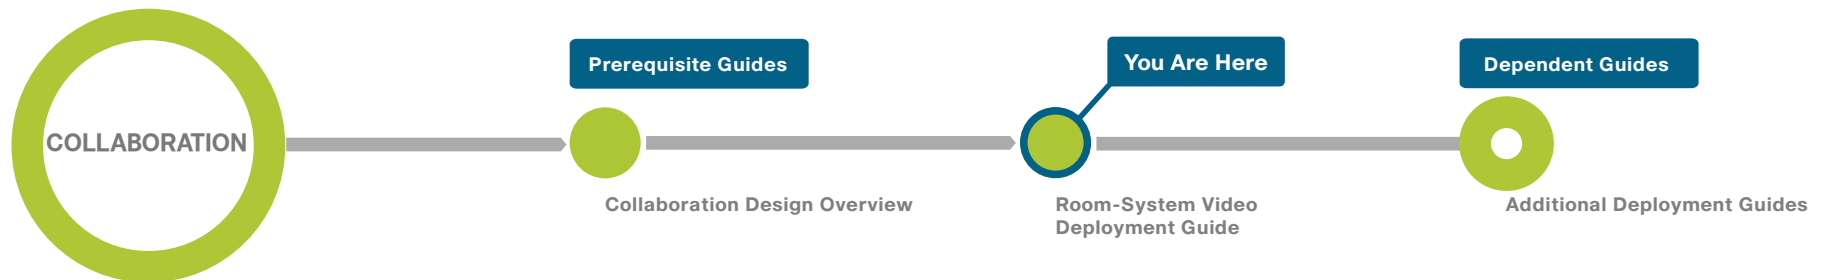 COLLABORATION
Prerequisite Guides
Collaboration Design Overview
You Are Here
Room-System Video
Deployment Guide
Dependent Guides
Additional Deployment Guides